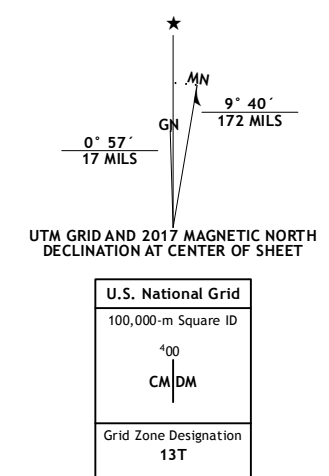 ★
MN
GN
9° 40´
172 MILS
0° 57´
17 MILS
UTM GRID AND 2017 MAGNETIC NORTH
DECLINATION AT CENTER OF SHEET
U.S. National Grid
100,000-m Square ID
⁴00
CM DM
Grid Zone Designation
13T